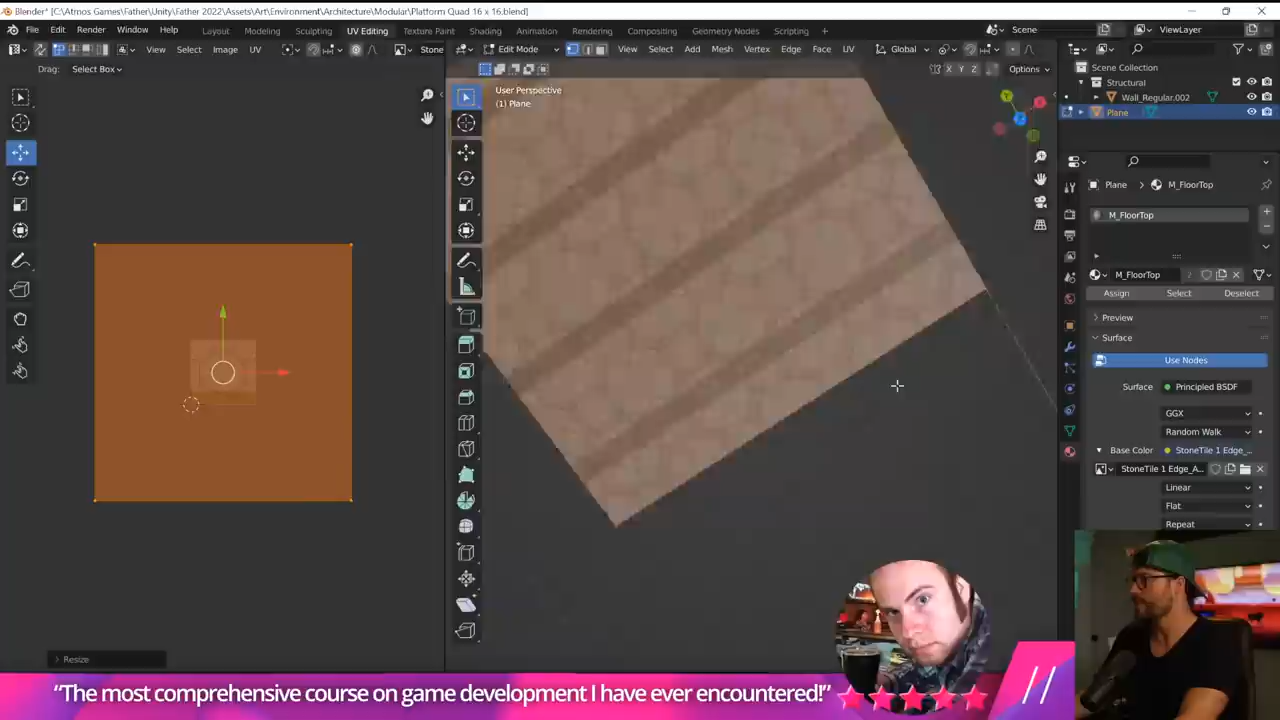 Blender* [C:\Atmos Games\Father\Unity\Father 2022\Assets\Art\Environment\Architecture\Modular\Platform Quad 16 x 16.blend]
File Edit Render Window Help Layout Modeling Sculpting UV Editing Texture Paint Shading Animation Rendering Compositing Geometry Nodes Scripting + Scene ViewLayer
View Select Image UV Stone Edit Mode View Select Add Mesh Vertex Edge Face UV Global
Drag: Select Box X Y Z Options
Scene Collection
Structural
Wall_Regular.002
Plane
User Perspective
(1) Plane
Plane M_FloorTop
M_FloorTop
M_FloorTop
Assign Select Deselect
Preview
Surface
Use Nodes
Surface Principled BSDF
GGX
Random Walk
Base Color StoneTile 1 Edge_...
StoneTile 1 Edge_A...
Linear
Flat
Repeat
Resize
“The most comprehensive course on game development I have ever encountered!”
//